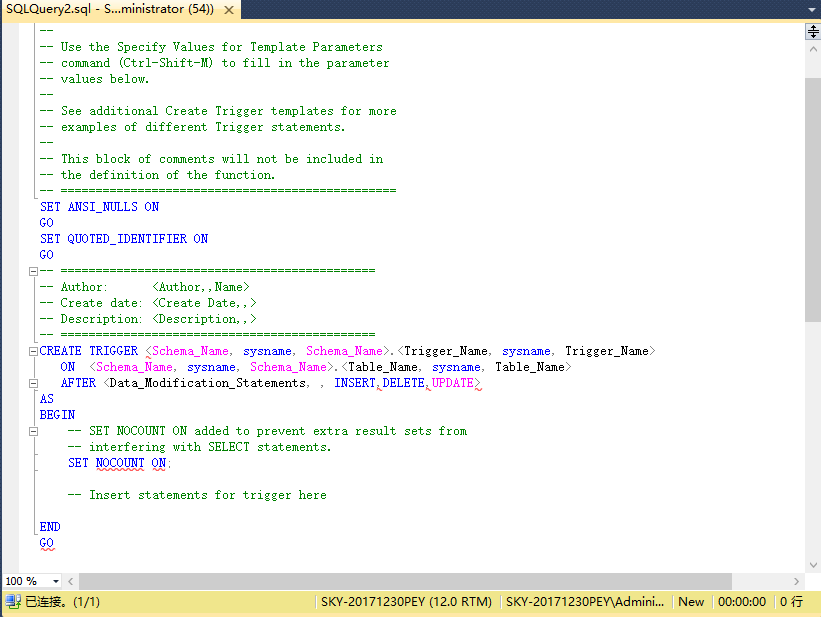 SQLQuery2.sql - S...ministrator (54))
--
-- Use the Specify Values for Template Parameters
-- command (Ctrl-Shift-M) to fill in the parameter
-- values below.
--
-- See additional Create Trigger templates for more
-- examples of different Trigger statements.
--
-- This block of comments will not be included in
-- the definition of the function.
-- ================================================
SET ANSI_NULLS ON
GO
SET QUOTED_IDENTIFIER ON
GO
-- =============================================
-- Author:      <Author,,Name>
-- Create date: <Create Date,,>
-- Description: <Description,,>
-- =============================================
CREATE TRIGGER <Schema_Name, sysname, Schema_Name>.<Trigger_Name, sysname, Trigger_Name>
   ON  <Schema_Name, sysname, Schema_Name>.<Table_Name, sysname, Table_Name>
   AFTER <Data_Modification_Statements, , INSERT,DELETE,UPDATE>
AS
BEGIN
    -- SET NOCOUNT ON added to prevent extra result sets from
    -- interfering with SELECT statements.
    SET NOCOUNT ON;
    -- Insert statements for trigger here
END
GO
100 %
已连接。(1/1) SKY-20171230PEY (12.0 RTM) SKY-20171230PEY\Admini... New 00:00:00 0 行